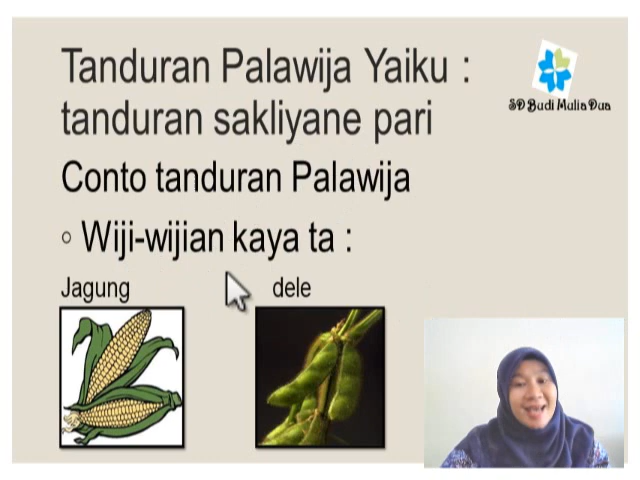 Tanduran Palawija Yaiku :
tanduran sakliyane pari
SD Budi Mulia Dua
Conto tanduran Palawija
Wiji-wijian kaya ta :
Jagung
dele